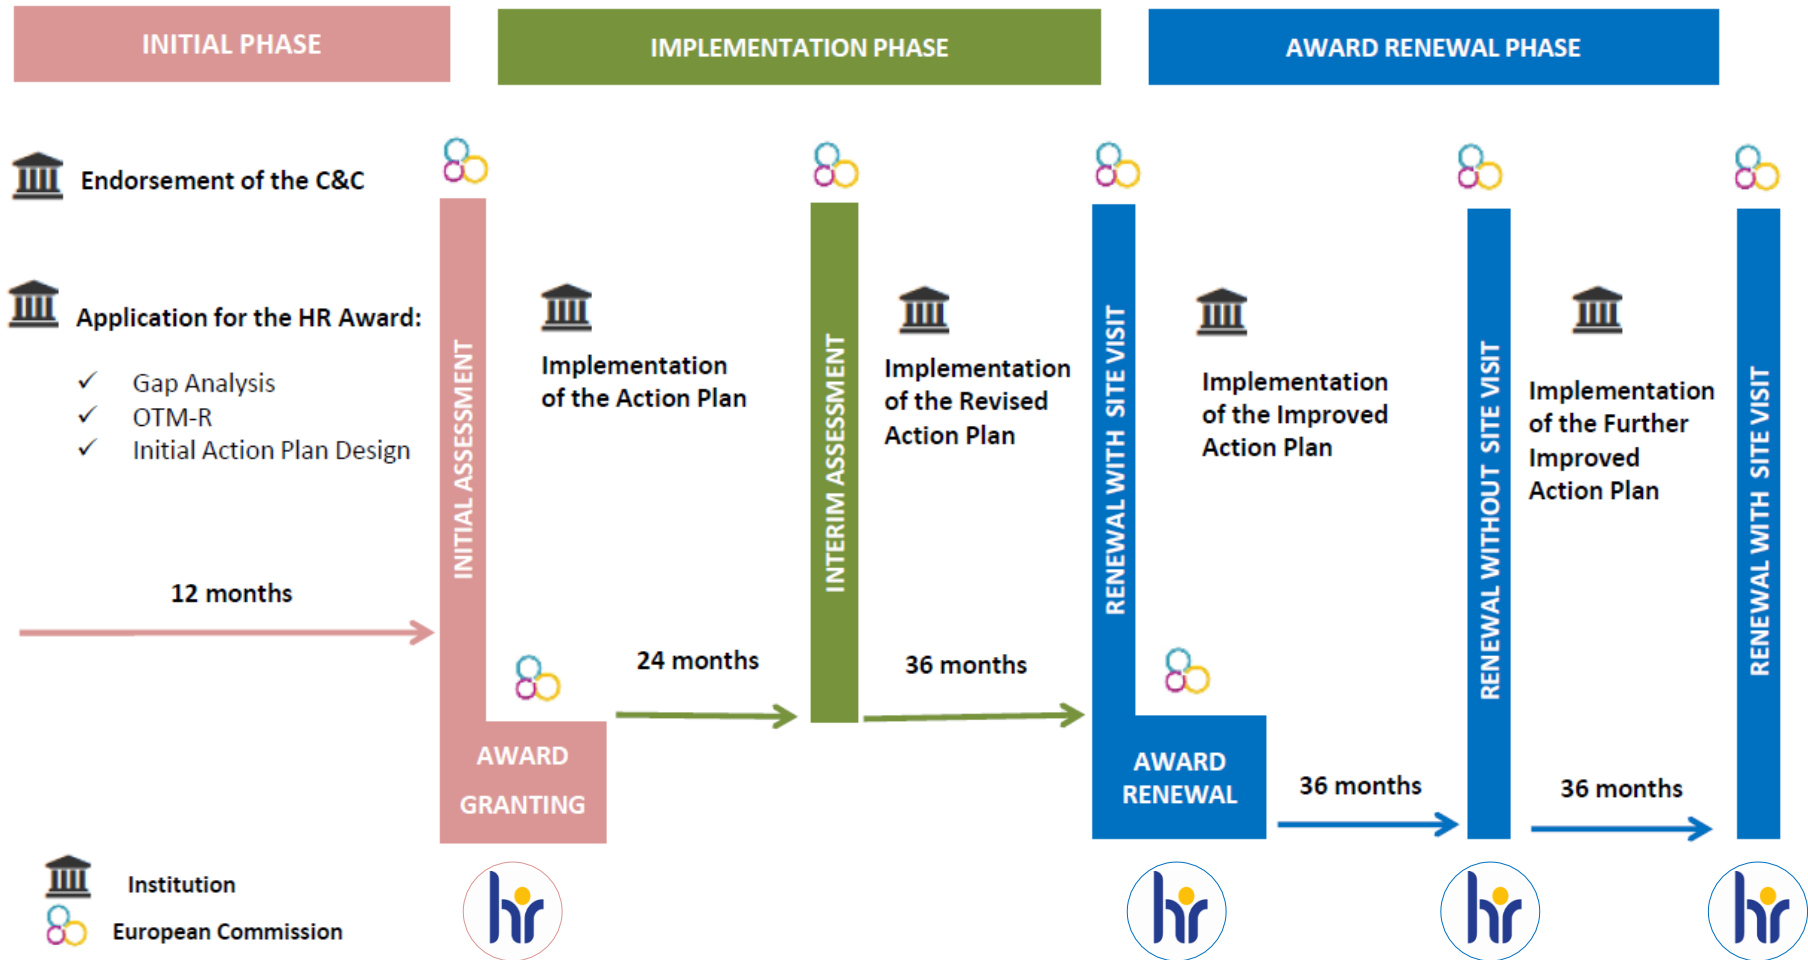 INITIAL PHASE
IMPLEMENTATION PHASE
AWARD RENEWAL PHASE
Endorsement of the C&C
Application for the HR Award:
✓ Gap Analysis
✓ OTM-R
✓ Initial Action Plan Design
12 months
INITIAL ASSESSMENT
AWARD
GRANTING
Implementation
of the Action Plan
24 months
INTERIM ASSESSMENT
Implementation
of the Revised
Action Plan
36 months
RENEWAL WITH SITE VISIT
AWARD
RENEWAL
Implementation
of the Improved
Action Plan
36 months
RENEWAL WITHOUT SITE VISIT
Implementation
of the Further
Improved
Action Plan
36 months
RENEWAL WITH SITE VISIT
Institution
European Commission
hr
hr
hr
hr